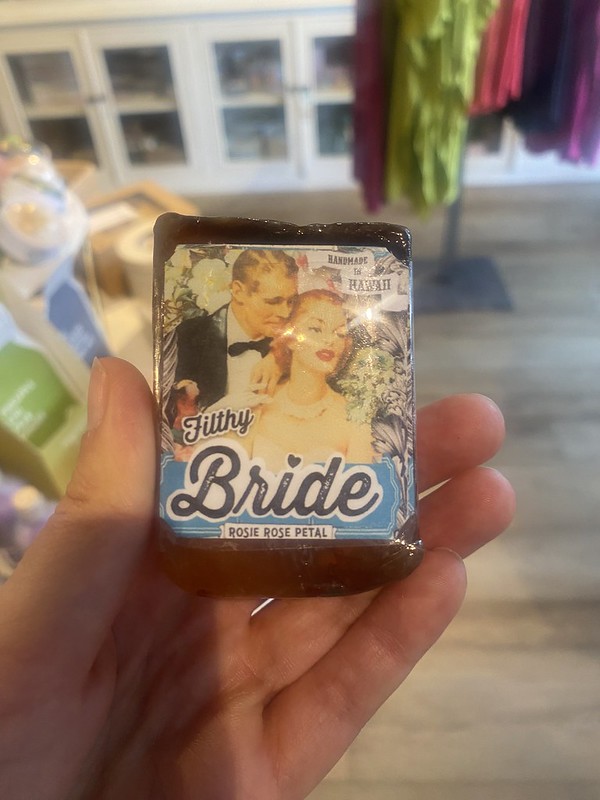 HANDMADE
IN
HAWAII
Filthy
Bride
ROSIE ROSE PETAL